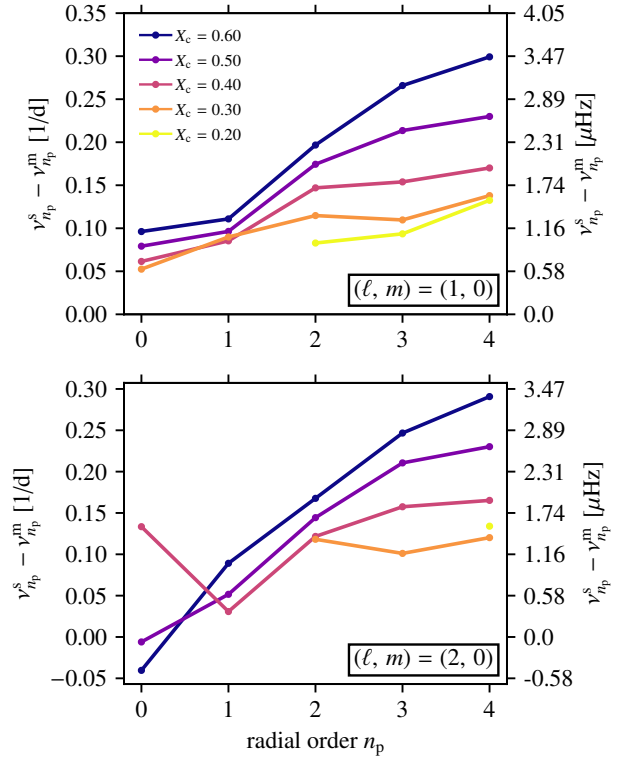 0.35
0.30
0.25
0.20
0.15
0.10
0.05
0.00
ν^s_{n_p} − ν^m_{n_p} [1/d]
X_c = 0.60
X_c = 0.50
X_c = 0.40
X_c = 0.30
X_c = 0.20
(ℓ, m) = (1, 0)
4.05
3.47
2.89
2.31
1.74
1.16
0.58
0.0
ν^s_{n_p} − ν^m_{n_p} [μHz]
0 1 2 3 4
0.30
0.25
0.20
0.15
0.10
0.05
0.00
−0.05
ν^s_{n_p} − ν^m_{n_p} [1/d]
(ℓ, m) = (2, 0)
3.47
2.89
2.31
1.74
1.16
0.58
0.0
-0.58
ν^s_{n_p} − ν^m_{n_p} [μHz]
0 1 2 3 4
radial order n_p